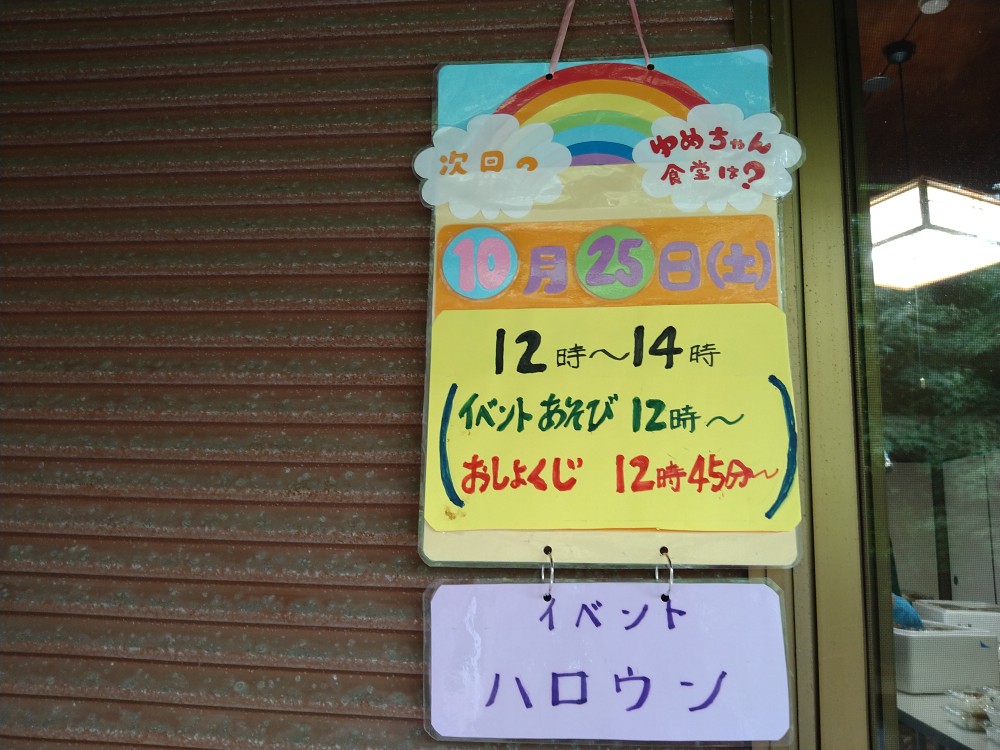 次回の
ゆめちゃん
食堂は?
10月25日(土)
12時〜14時
(イベントあそび 12時〜
おしょくじ 12時45分〜)
イベント
ハロウン